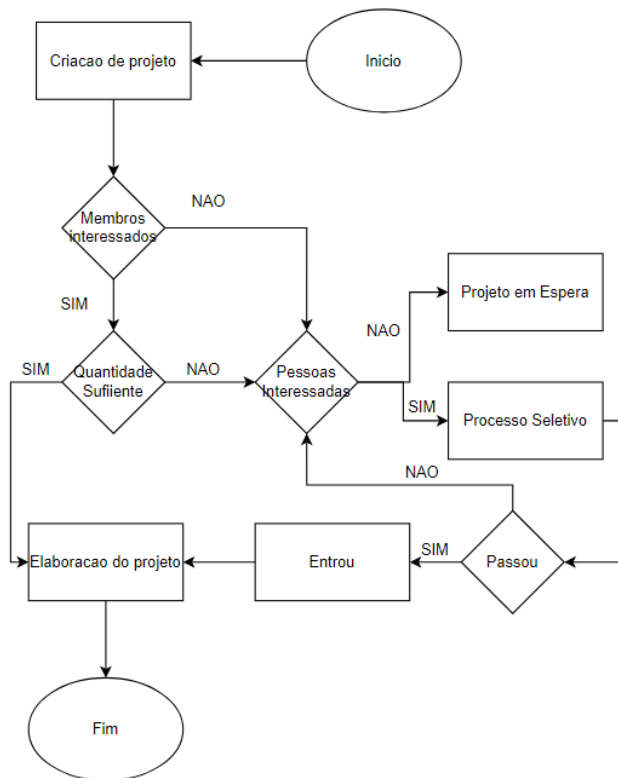 Criacao de projeto
Inicio
NAO
Membros
interessados
SIM
Projeto em Espera
NAO
SIM
Quantidade
Sufiiente
NAO
Pessoas
Interessadas
SIM
Processo Seletivo
NAO
Elaboracao do projeto
Entrou
SIM
Passou
Fim